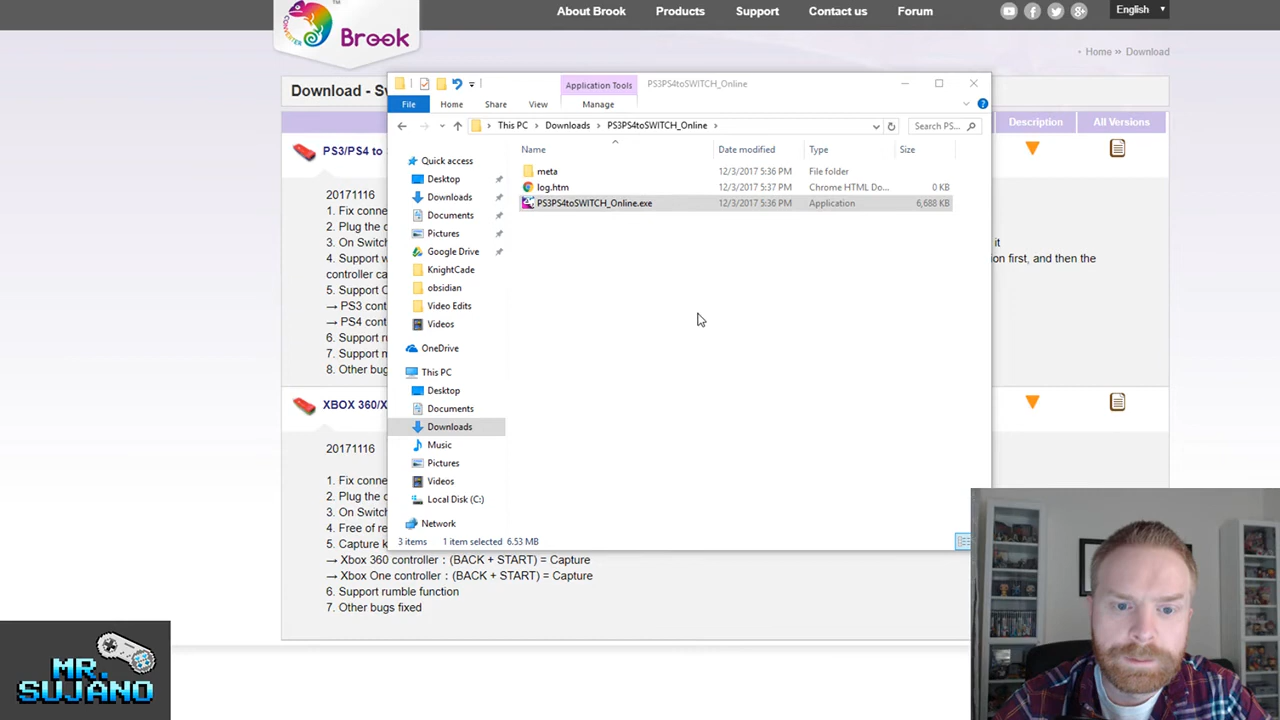 About Brook Products Support Contact us Forum English
CONVERTER Brook
Home » Download
Download - Sw
Description All Versions
PS3/PS4 to
20171116
1. Fix conne
2. Plug the c
3. On Switch
it
4. Support w
on first, and then the
controller ca
5. Support C
→ PS3 cont
→ PS4 cont
6. Support ru
7. Support m
8. Other bug
XBOX 360/X
20171116
1. Fix conne
2. Plug the c
3. On Switch
4. Free of re
5. Capture k
→ Xbox 360 controller : (BACK + START) = Capture
→ Xbox One controller : (BACK + START) = Capture
6. Support rumble function
7. Other bugs fixed
Application Tools PS3PS4toSWITCH_Online
File Home Share View Manage
This PC Downloads PS3PS4toSWITCH_Online Search PS...
Name Date modified Type Size
meta 12/3/2017 5:36 PM File folder
log.htm 12/3/2017 5:37 PM Chrome HTML Do... 0 KB
PS3PS4toSWITCH_Online.exe 12/3/2017 5:36 PM Application 6,688 KB
Quick access
Desktop
Downloads
Documents
Pictures
Google Drive
KnightCade
obsidian
Video Edits
Videos
OneDrive
This PC
Desktop
Documents
Downloads
Music
Pictures
Videos
Local Disk (C:)
Network
3 items 1 item selected 6.53 MB
MR.
SUJANO